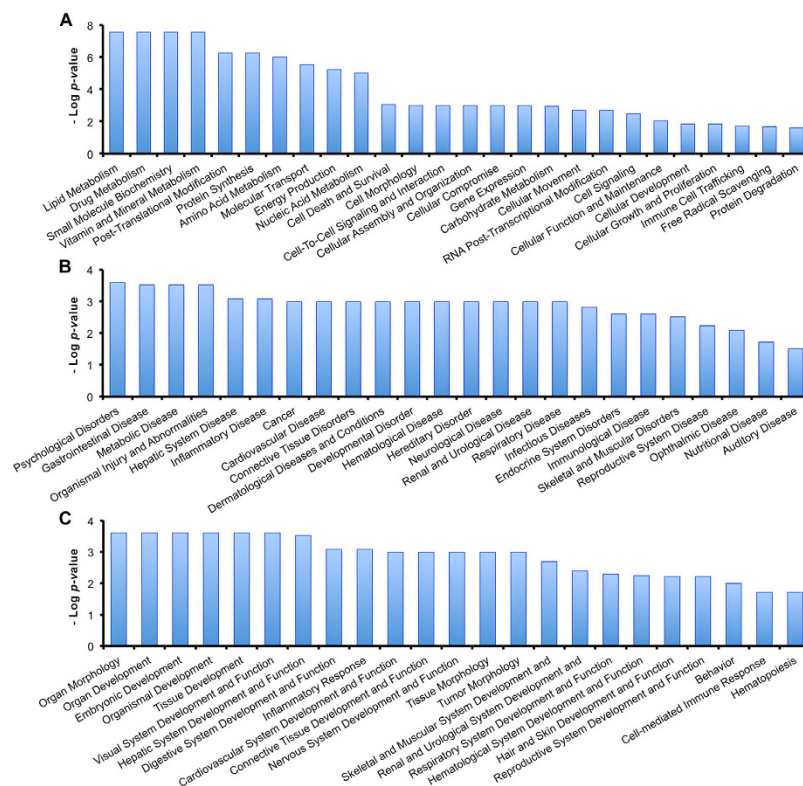 A
- Log p-value
8
6
4
2
0
Lipid Metabolism
Drug Metabolism
Small Molecule Biochemistry
Vitamin and Mineral Metabolism
Post-Translational Modification
Protein Synthesis
Amino Acid Metabolism
Molecular Transport
Energy Production
Nucleic Acid Metabolism
Cell Death and Survival
Cell Morphology
Cell-To-Cell Signaling and Interaction
Cellular Assembly and Organization
Cellular Compromise
Gene Expression
Carbohydrate Metabolism
Cellular Movement
RNA Post-Transcriptional Modification
Cell Signaling
Cellular Function and Maintenance
Cellular Development
Cellular Growth and Proliferation
Immune Cell Trafficking
Free Radical Scavenging
Protein Degradation
B
- Log p-value
4
3
2
1
0
Psychological Disorders
Gastrointestinal Disease
Metabolic Disease
Organismal Injury and Abnormalities
Hepatic System Disease
Inflammatory Disease
Cancer
Cardiovascular Disease
Connective Tissue Disorders
Dermatological Diseases and Conditions
Developmental Disorder
Hematological Disease
Hereditary Disorder
Neurological Disease
Renal and Urological Disease
Respiratory Disease
Infectious Diseases
Endocrine System Disorders
Immunological Disease
Skeletal and Muscular Disorders
Reproductive System Disease
Ophthalmic Disease
Nutritional Disease
Auditory Disease
C
- Log p-value
4
3
2
1
0
Organ Morphology
Organ Development
Embryonic Development
Organismal Development
Tissue Development
Visual System Development and Function
Hepatic System Development and Function
Digestive System Development and Function
Inflammatory Response
Cardiovascular System Development and Function
Connective Tissue Development and Function
Nervous System Development and Function
Tissue Morphology
Tumor Morphology
Skeletal and Muscular System Development and
Renal and Urological System Development and
Respiratory System Development and Function
Hematological System Development and Function
Hair and Skin Development and Function
Reproductive System Development and Function
Behavior
Cell-mediated Immune Response
Hematopoiesis